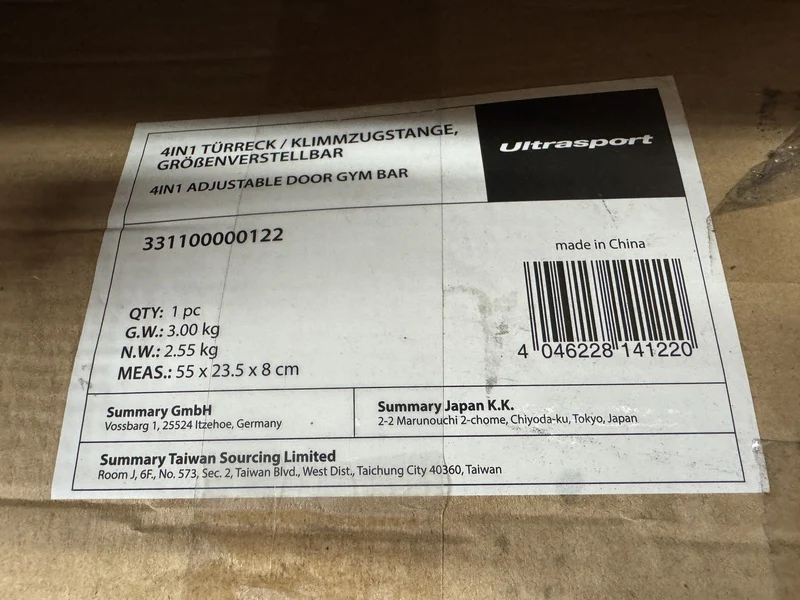 4IN1 TÜRRECK / KLIMMZUGSTANGE,
GRÖßENVERSTELLBAR
4IN1 ADJUSTABLE DOOR GYM BAR
Ultrasport
331100000122
made in China
QTY: 1 pc
G.W.: 3.00 kg
N.W.: 2.55 kg
MEAS.: 55 x 23.5 x 8 cm
4 046228 141220
Summary GmbH
Vossbarg 1, 25524 Itzehoe, Germany
Summary Japan K.K.
2-2 Marunouchi 2-chome, Chiyoda-ku, Tokyo, Japan
Summary Taiwan Sourcing Limited
Room J, 6F., No. 573, Sec. 2, Taiwan Blvd., West Dist., Taichung City 40360, Taiwan